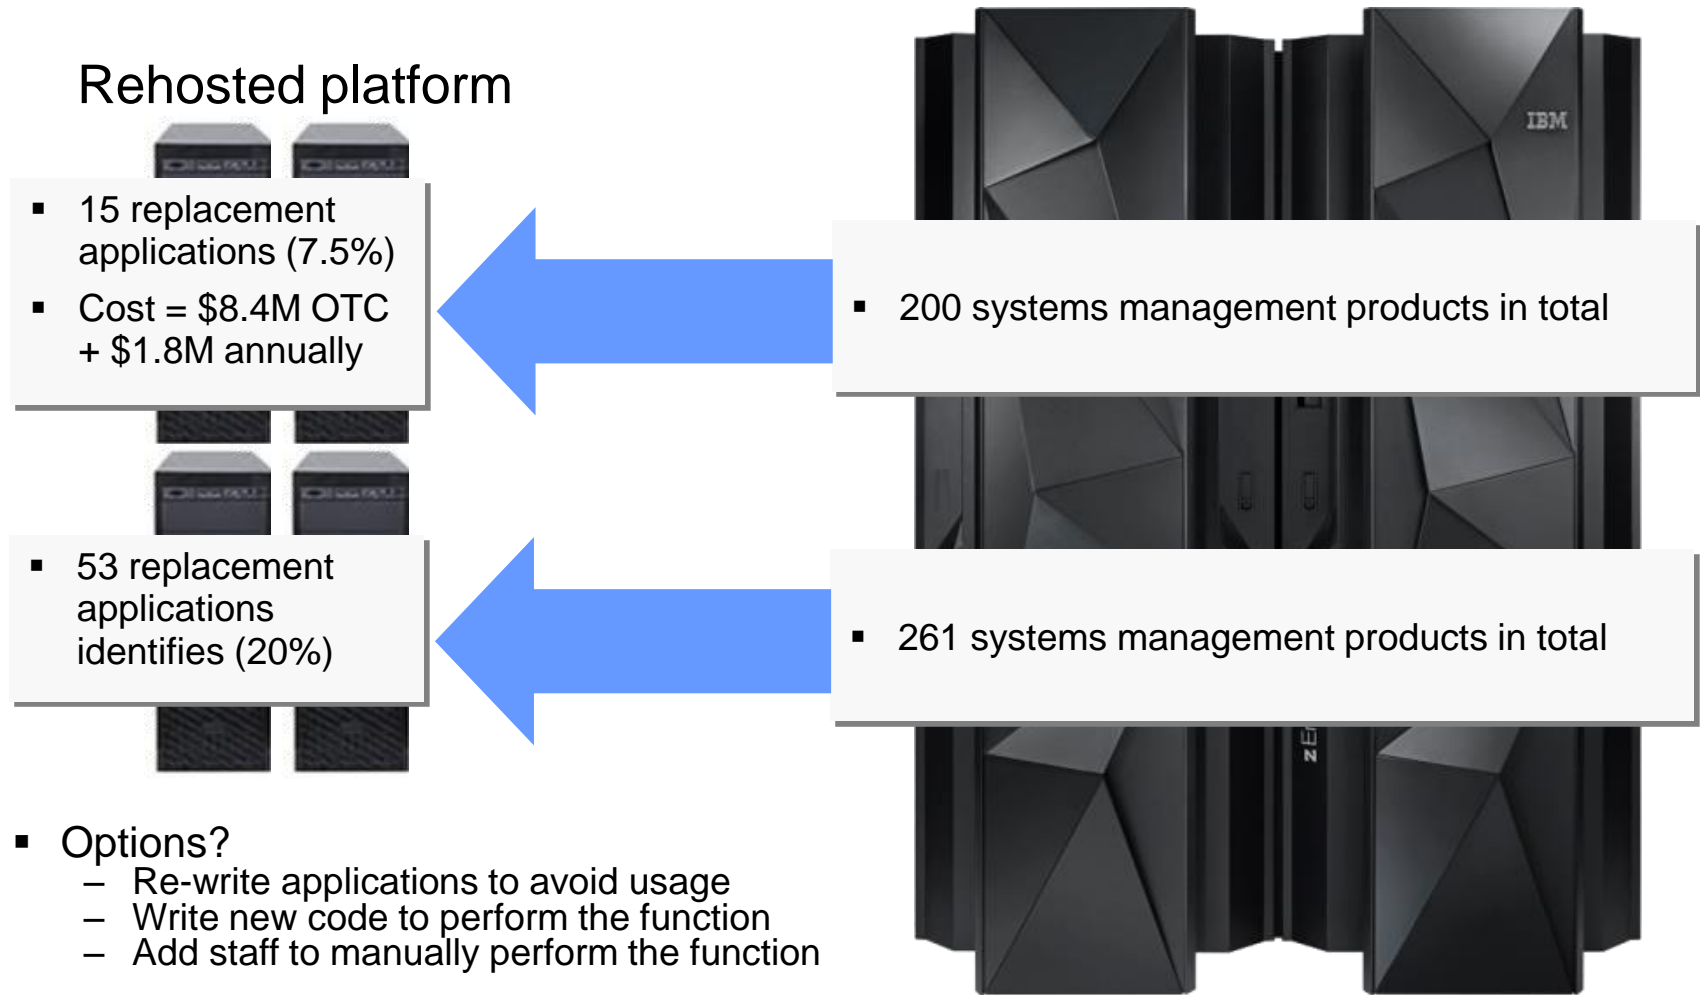 Rehosted platform
IBM
▪ 15 replacement
applications (7.5%)
▪ Cost = $8.4M OTC
+ $1.8M annually
▪ 200 systems management products in total
▪ 53 replacement
applications
identifies (20%)
▪ 261 systems management products in total
zEn
▪ Options?
– Re-write applications to avoid usage
– Write new code to perform the function
– Add staff to manually perform the function